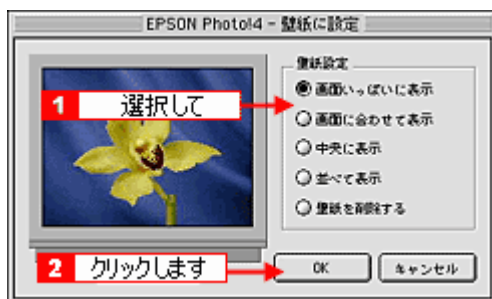 EPSON Photo!4 - 壁紙に設定
壁紙設定
画面いっぱいに表示
1 選択して
画面に合わせて表示
中央に表示
並べて表示
壁紙を削除する
2 クリックします
OK
キャンセル